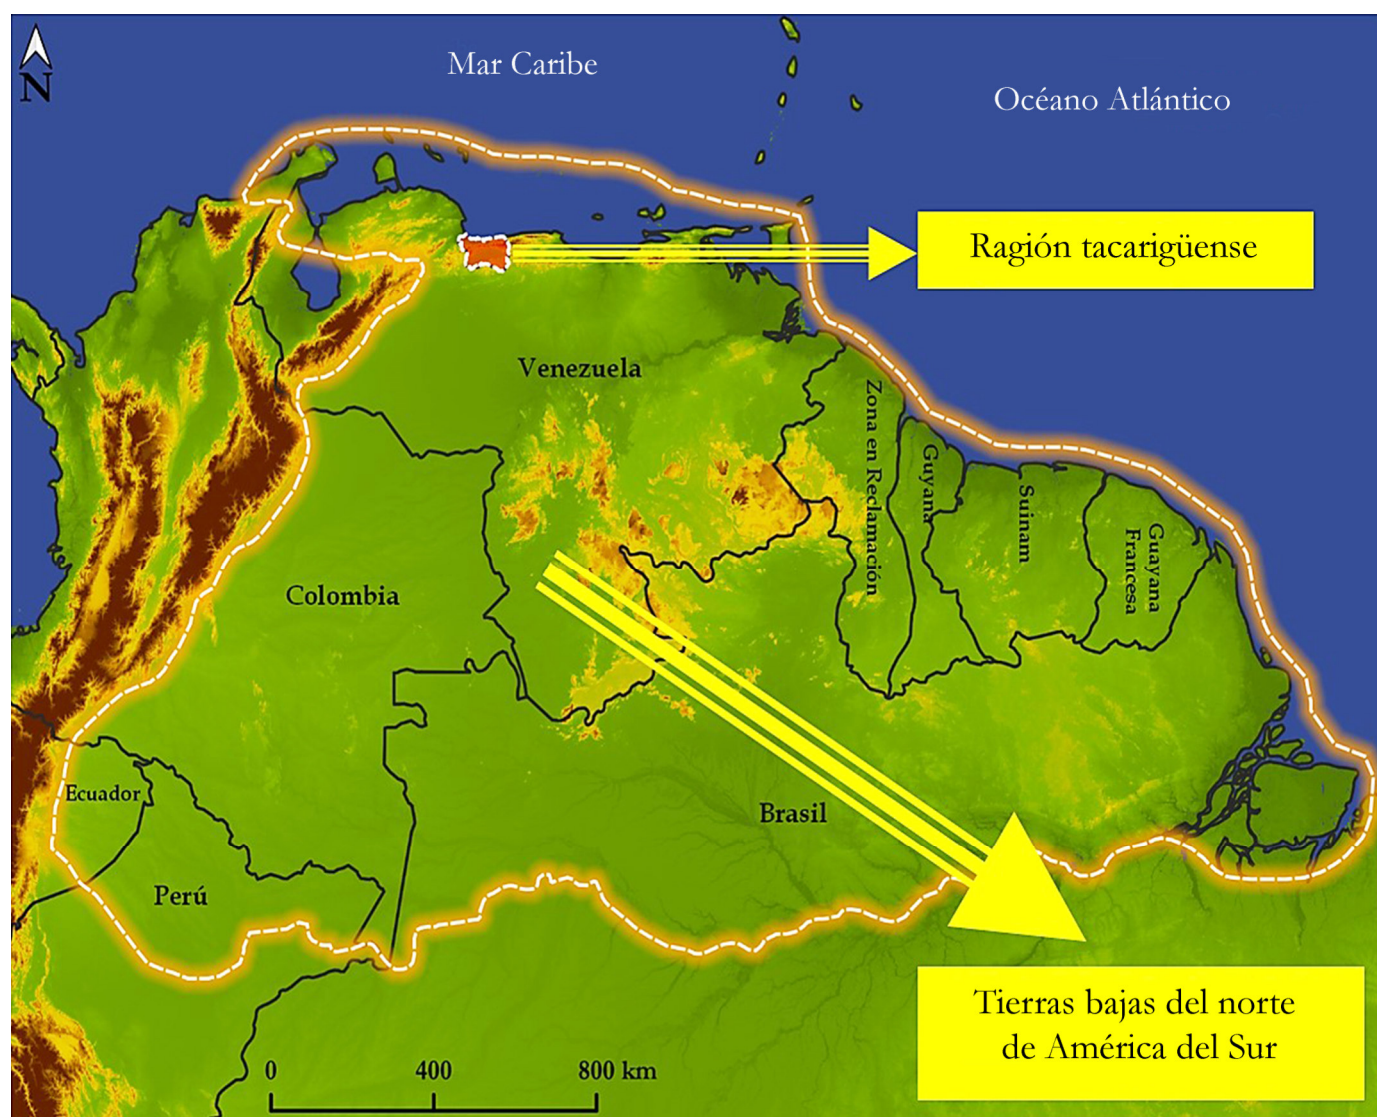 N
Mar Caribe
Océano Atlántico
Ragión tacarigüense
Venezuela
Zona en Reclamación
Guyana
Suinam
Guayana
Francesa
Colombia
Ecuador
Brasil
Perú
Tierras bajas del norte
de América del Sur
0 400 800 km